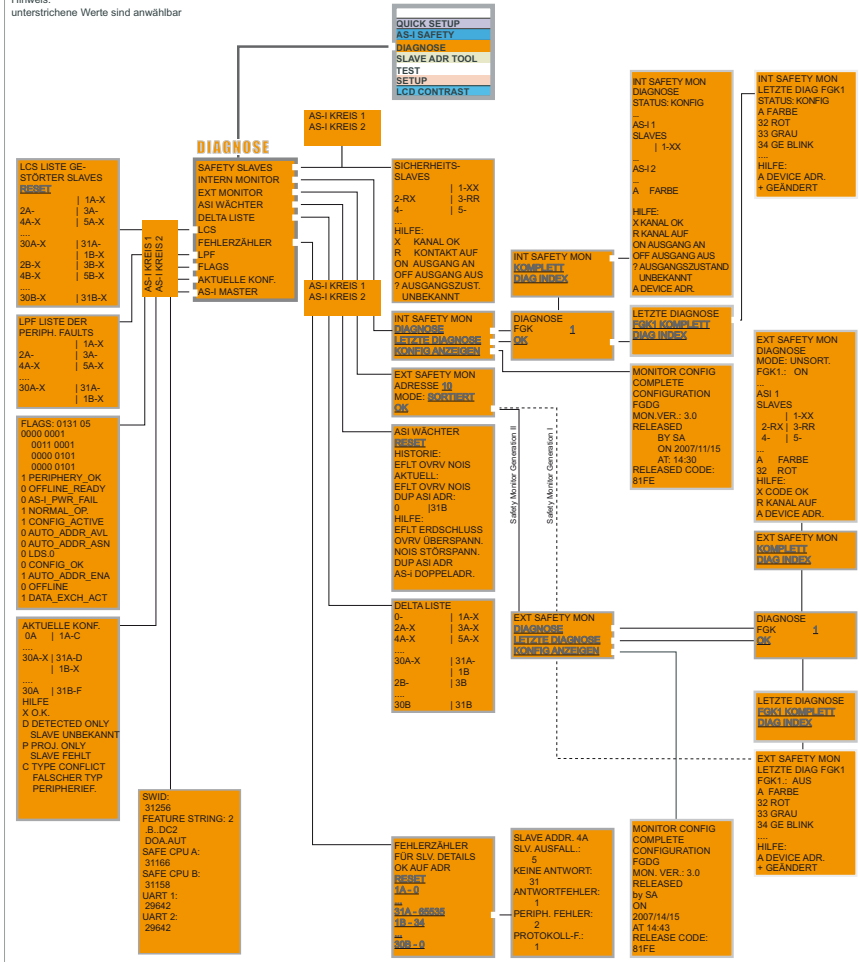 Hinweis:
unterstrichene Werte sind anwählbar
QUICK SETUP
AS-I SAFETY
DIAGNOSE
SLAVE ADR TOOL
TEST
SETUP
LCD CONTRAST
DIAGNOSE
SAFETY SLAVES
INTERN MONITOR
EXT MONITOR
ASI WÄCHTER
DELTA LISTE
LCS
FEHLERZÄHLER
LPF
FLAGS
AKTUELLE KONF.
AS-I MASTER
AS-I KREIS 1
AS-I KREIS 2
AS-I KREIS 1
AS-I KREIS 2
AS-I KREIS 1
AS-I KREIS 2
LCS LISTE GE-
STÖRTER SLAVES
RESET
| 1A-X
2A- | 3A-
4A-X | 5A-X
....
30A-X | 31A-
| 1B-X
2B-X | 3B-X
4B-X | 5B-X
....
30B-X | 31B-X
LPF LISTE DER
PERIPH. FAULTS
| 1A-X
2A- | 3A-
4A-X | 5A-X
....
30A-X | 31A-
| 1B-X
FLAGS: 0131 05
0000 0001
0011 0001
0000 0101
0000 0101
1 PERIPHERY_OK
0 OFFLINE_READY
0 AS-I_PWR_FAIL
1 NORMAL_OP.
1 CONFIG_ACTIVE
0 AUTO_ADDR_AVL
0 AUTO_ADDR_ASN
0 LDS.0
0 CONFIG_OK
1 AUTO_ADDR_ENA
0 OFFLINE
1 DATA_EXCH_ACT
AKTUELLE KONF.
0A | 1A-C
....
30A-X | 31A-D
| 1B-X
....
30A | 31B-F
HILFE
X O.K.
D DETECTED ONLY
SLAVE UNBEKANNT
P PROJ. ONLY
SLAVE FEHLT
C TYPE CONFLICT
FALSCHER TYP
PERIPHERIEF.
SWID:
31256
FEATURE STRING: 2
.B..DC2
DOA.AUT
SAFE CPU A:
31166
SAFE CPU B:
31158
UART 1:
29642
UART 2:
29642
SICHERHEITS-
SLAVES
| 1-XX
2-RX | 3-RR
4- | 5-
...
HILFE:
X KANAL OK
R KONTAKT AUF
ON AUSGANG AN
OFF AUSGANG AUS
? AUSGANGSZUST.
UNBEKANNT
INT SAFETY MON
DIAGNOSE
LETZTE DIAGNOSE
KONFIG ANZEIGEN
EXT SAFETY MON
ADRESSE 10
MODE: SORTIERT
OK
ASI WÄCHTER
RESET
HISTORIE:
EFLT OVRV NOIS
AKTUELL:
EFLT OVRV NOIS
DUP ASI ADR:
0 |31B
HILFE:
EFLT ERDSCHLUSS
OVRV ÜBERSPANN.
NOIS STÖRSPANN.
DUP ASI ADR
AS-i DOPPELADR.
DELTA LISTE
0- | 1A-X
2A-X | 3A-X
4A-X | 5A-X
....
30A-X | 31A-
| 1B
2B- | 3B
....
30B | 31B
FEHLERZÄHLER
FÜR SLV. DETAILS
OK AUF ADR
RESET
1A - 0
...
31A - 65535
1B - 34
...
30B - 0
SLAVE ADDR. 4A
SLV. AUSFALL.:
5
KEINE ANTWORT:
31
ANTWORTFEHLER:
1
PERIPH. FEHLER:
2
PROTOKOLL-F.:
1
INT SAFETY MON
KOMPLETT
DIAG INDEX
DIAGNOSE
FGK 1
OK
Safety Monitor Generation II
Safety Monitor Generation I
EXT SAFETY MON
DIAGNOSE
LETZTE DIAGNOSE
KONFIG ANZEIGEN
INT SAFETY MON
DIAGNOSE
STATUS: KONFIG
...
AS-I 1
SLAVES
| 1-XX
...
AS-I 2
...
A FARBE
HILFE:
X KANAL OK
R KANAL AUF
ON AUSGANG AN
OFF AUSGANG AUS
? AUSGANGSZUSTAND
UNBEKANNT
A DEVICE ADR.
LETZTE DIAGNOSE
FGK1 KOMPLETT
DIAG INDEX
MONITOR CONFIG
COMPLETE
CONFIGURATION
FGDG
MON.VER.: 3.0
RELEASED
BY SA
ON 2007/11/15
AT: 14:30
RELEASED CODE:
81FE
INT SAFETY MON
LETZTE DIAG FGK1
STATUS: KONFIG
A FARBE
32 ROT
33 GRAU
34 GE BLINK
....
HILFE:
A DEVICE ADR.
+ GEÄNDERT
EXT SAFETY MON
DIAGNOSE
MODE: UNSORT.
FGK1.: ON
...
ASI 1
SLAVES
| 1-XX
2-RX | 3-RR
4- | 5-
...
A FARBE
32 ROT
HILFE:
X CODE OK
R KANAL AUF
A DEVICE ADR.
EXT SAFETY MON
KOMPLETT
DIAG INDEX
DIAGNOSE
FGK 1
OK
LETZTE DIAGNOSE
FGK1 KOMPLETT
DIAG INDEX
EXT SAFETY MON
LETZTE DIAG FGK1
FGK1.: AUS
A FARBE
32 ROT
33 GRAU
34 GE BLINK
....
HILFE:
A DEVICE ADR.
+ GEÄNDERT
MONITOR CONFIG
COMPLETE
CONFIGURATION
FGDG
MON. VER.: 3.0
RELEASED
by SA
ON
2007/14/15
AT 14:43
RELEASE CODE:
81FE